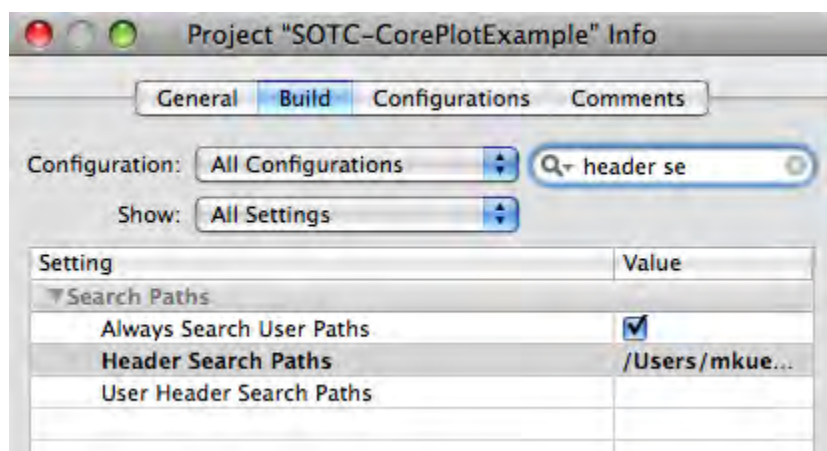 Project “SOTC-CorePlotExample” Info
General Build Configurations Comments
Configuration: All Configurations header se
Show: All Settings
Setting Value
Search Paths
Always Search User Paths
Header Search Paths /Users/mkue...
User Header Search Paths